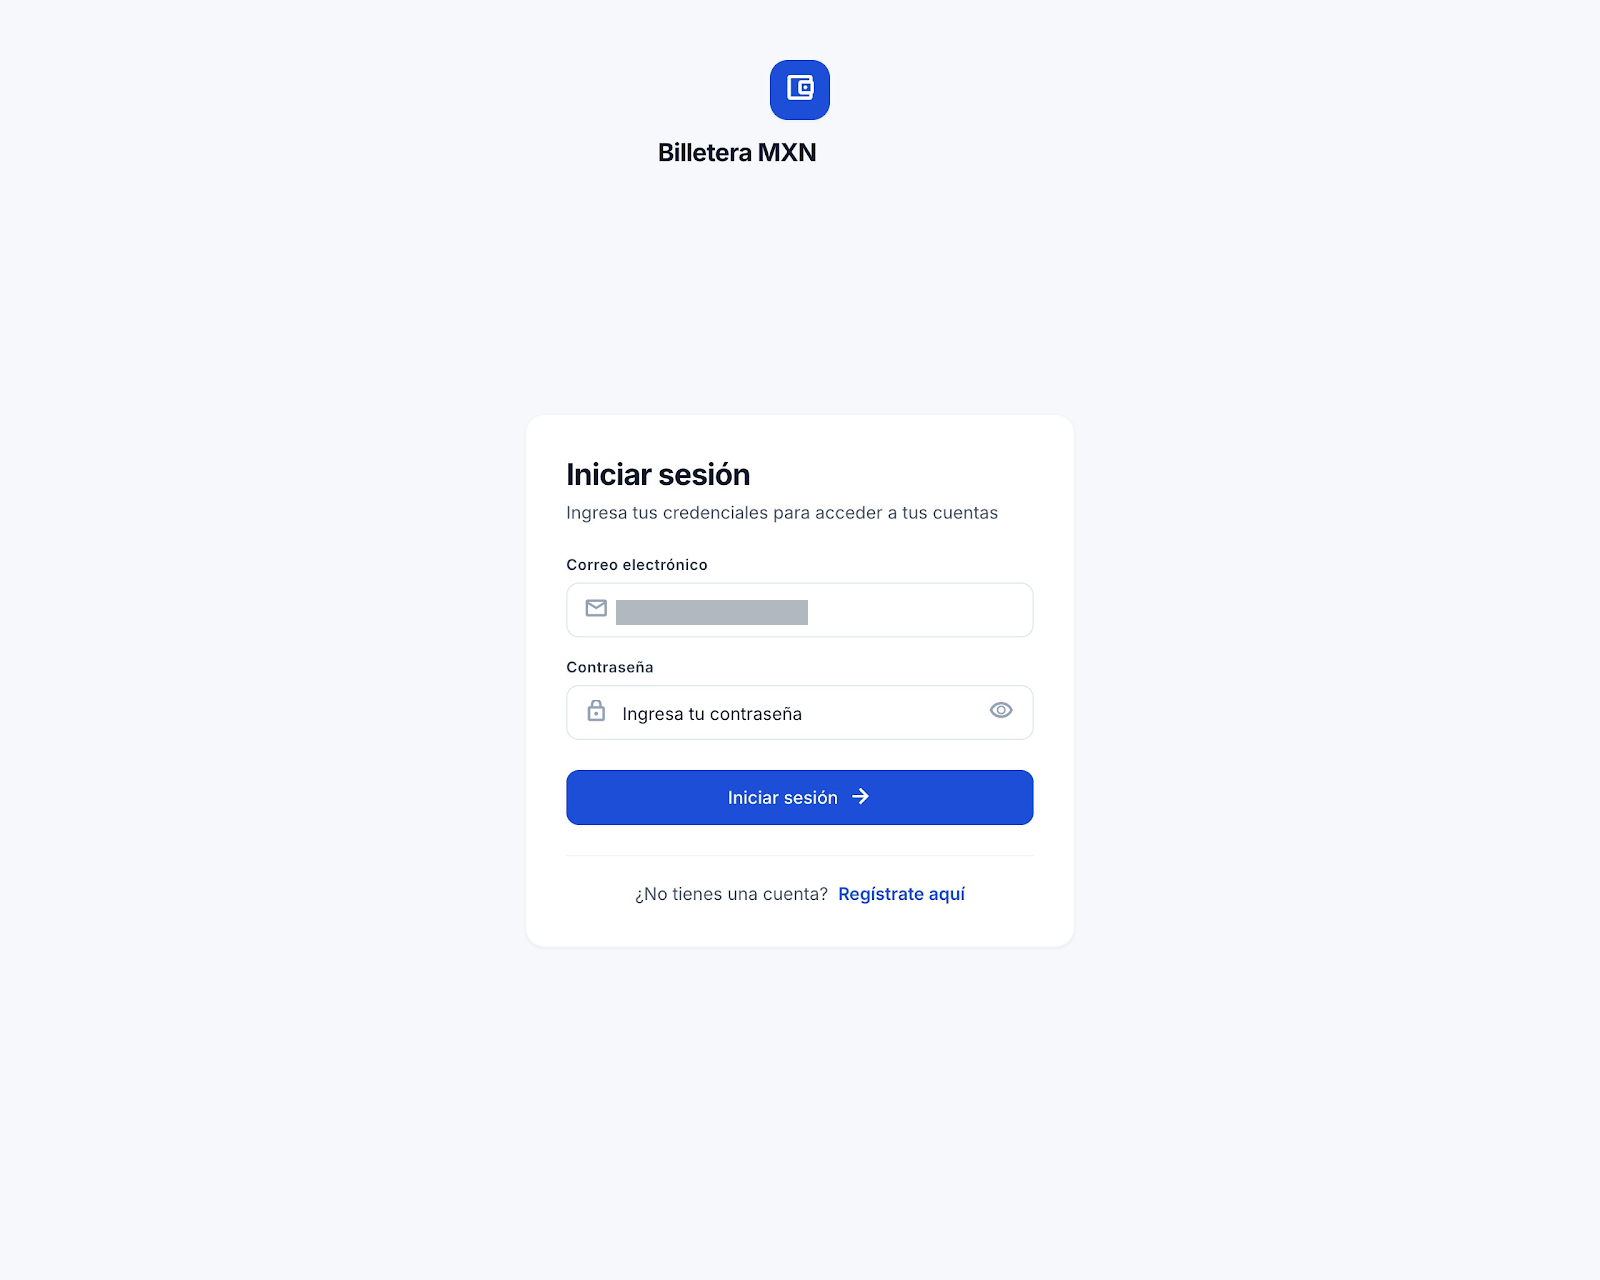 Billetera MXN
Iniciar sesión
Ingresa tus credenciales para acceder a tus cuentas
Correo electrónico
Contraseña
Ingresa tu contraseña
Iniciar sesión
¿No tienes una cuenta? Regístrate aquí